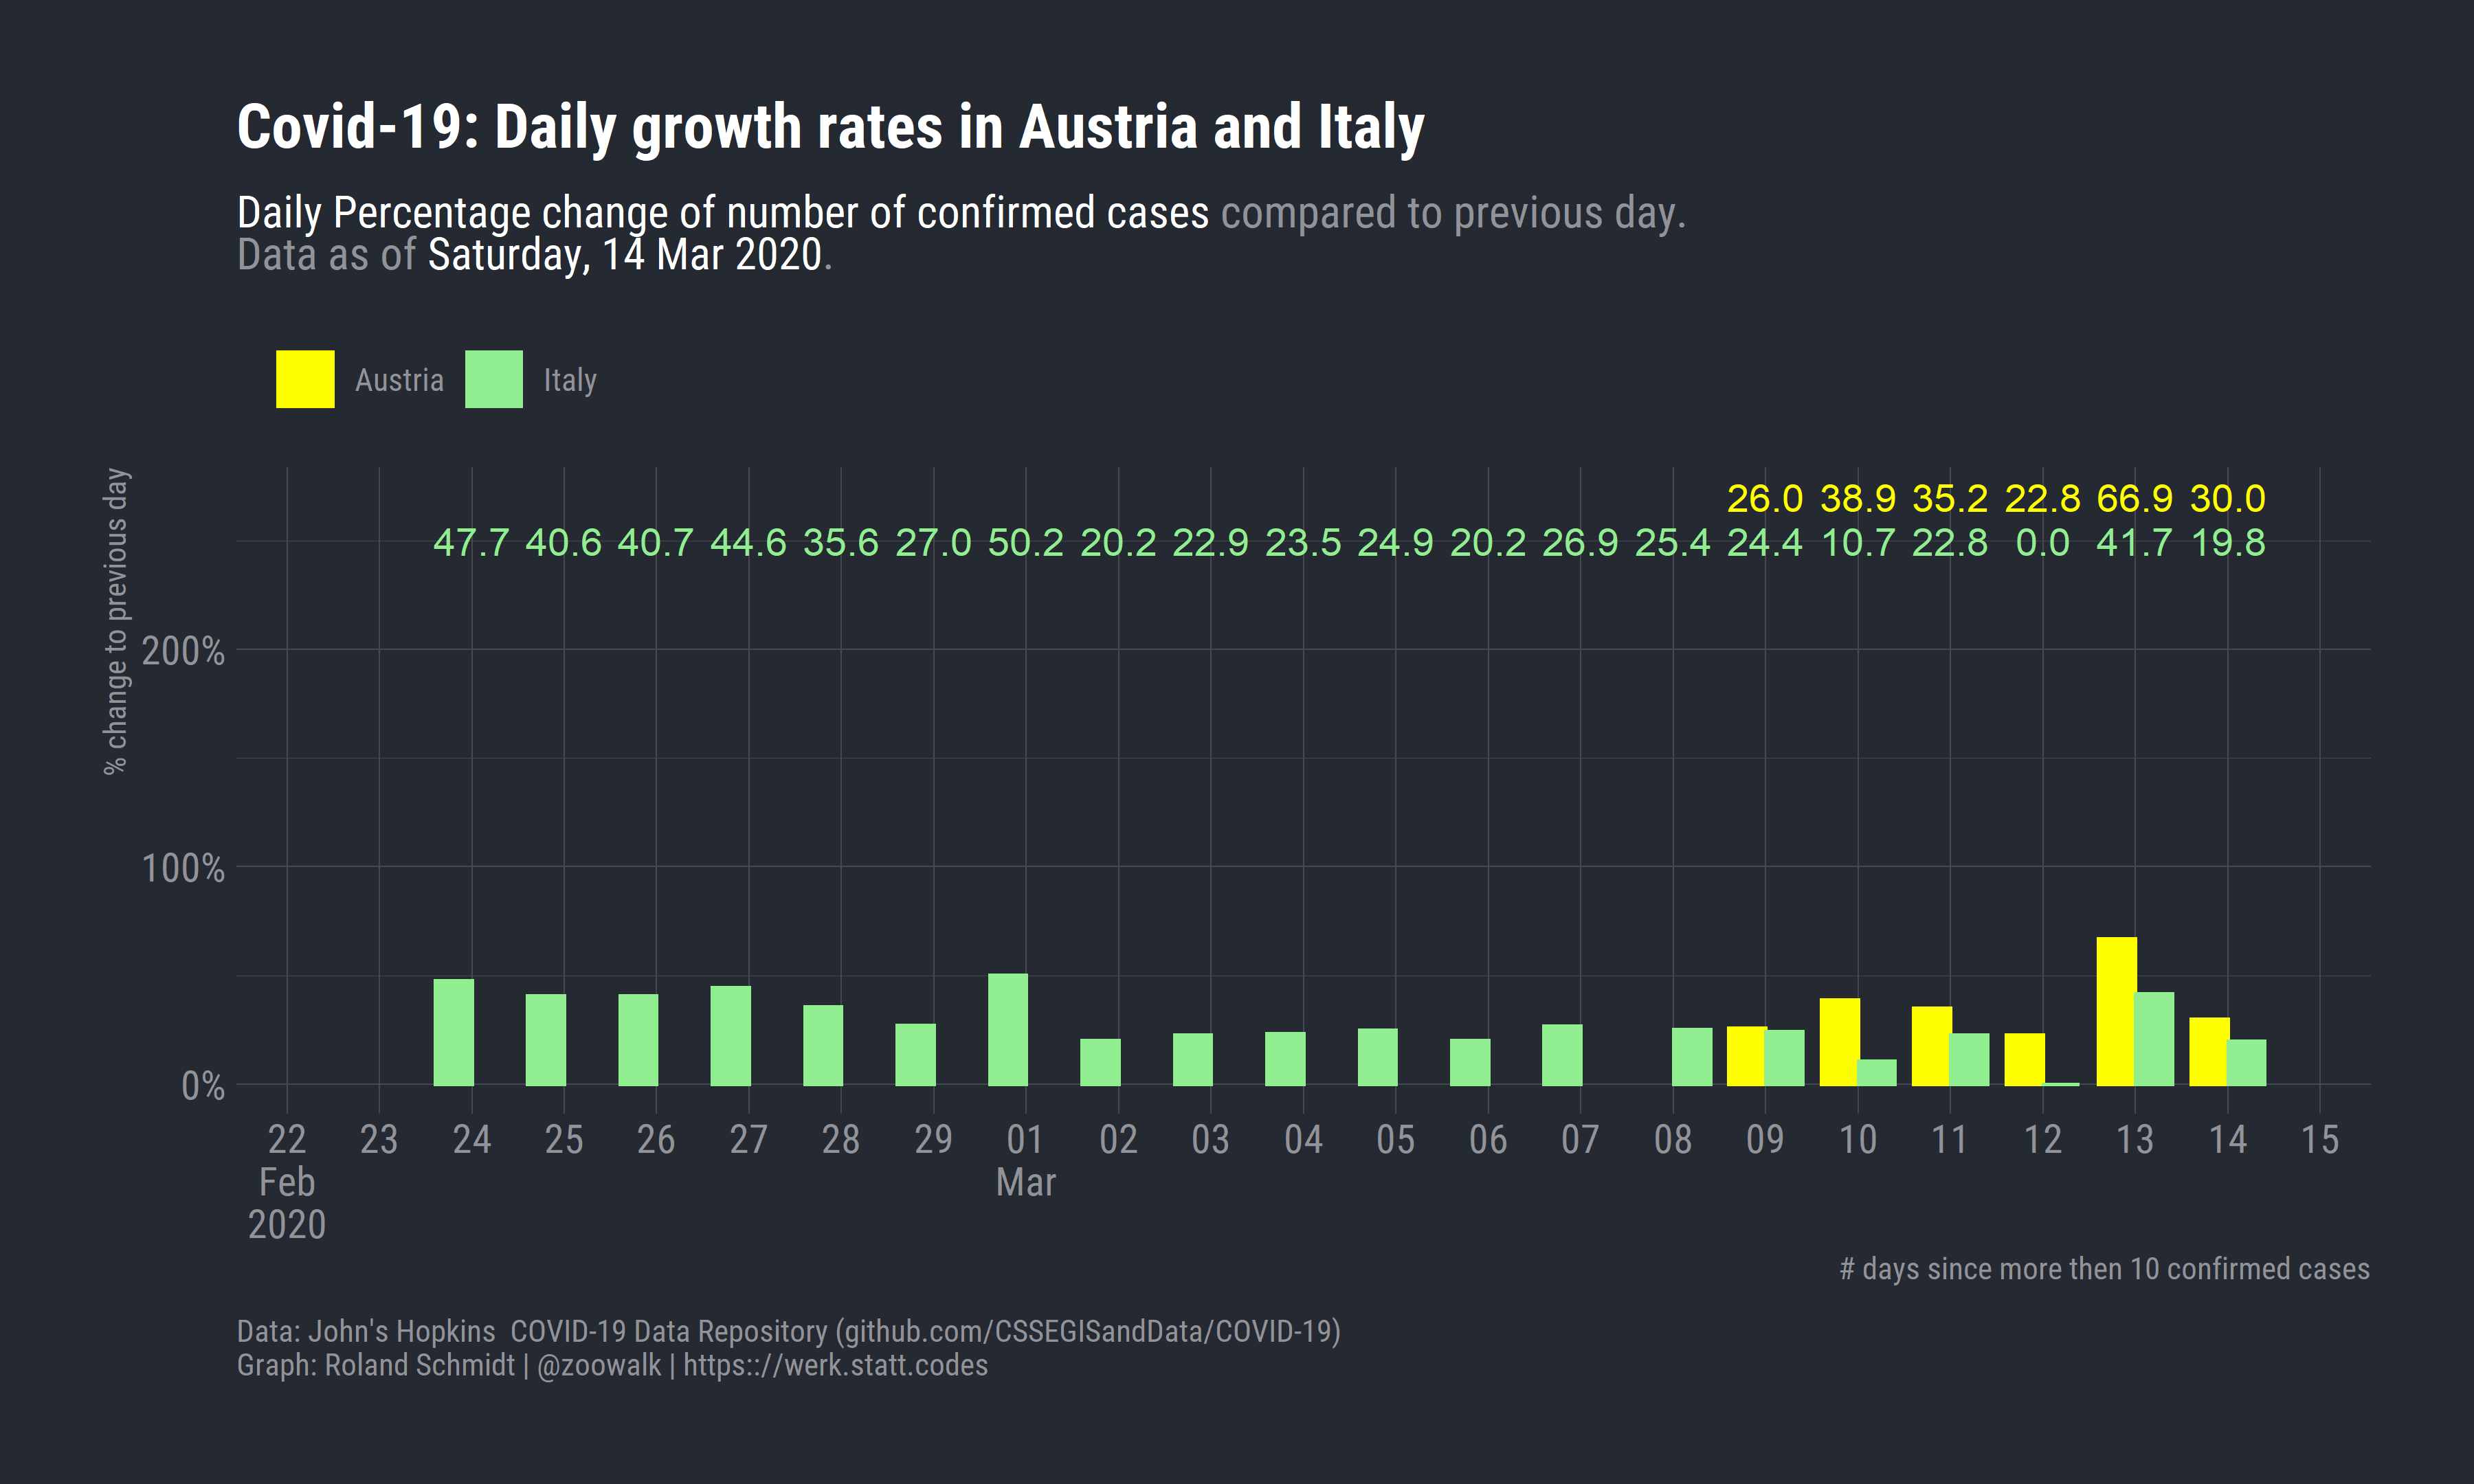 Covid-19: Daily growth rates in Austria and Italy
Daily Percentage change of number of confirmed cases compared to previous day.
Data as of Saturday, 14 Mar 2020.
Austria Italy
% change to previous day
26.0 38.9 35.2 22.8 66.9 30.0
47.7 40.6 40.7 44.6 35.6 27.0 50.2 20.2 22.9 23.5 24.9 20.2 26.9 25.4 24.4 10.7 22.8 0.0 41.7 19.8
200%
100%
0%
22 23 24 25 26 27 28 29 01 02 03 04 05 06 07 08 09 10 11 12 13 14 15
Feb Mar
2020
# days since more then 10 confirmed cases
Data: John's Hopkins  COVID-19 Data Repository (github.com/CSSEGISandData/COVID-19)
Graph: Roland Schmidt | @zoowalk | https:://werk.statt.codes